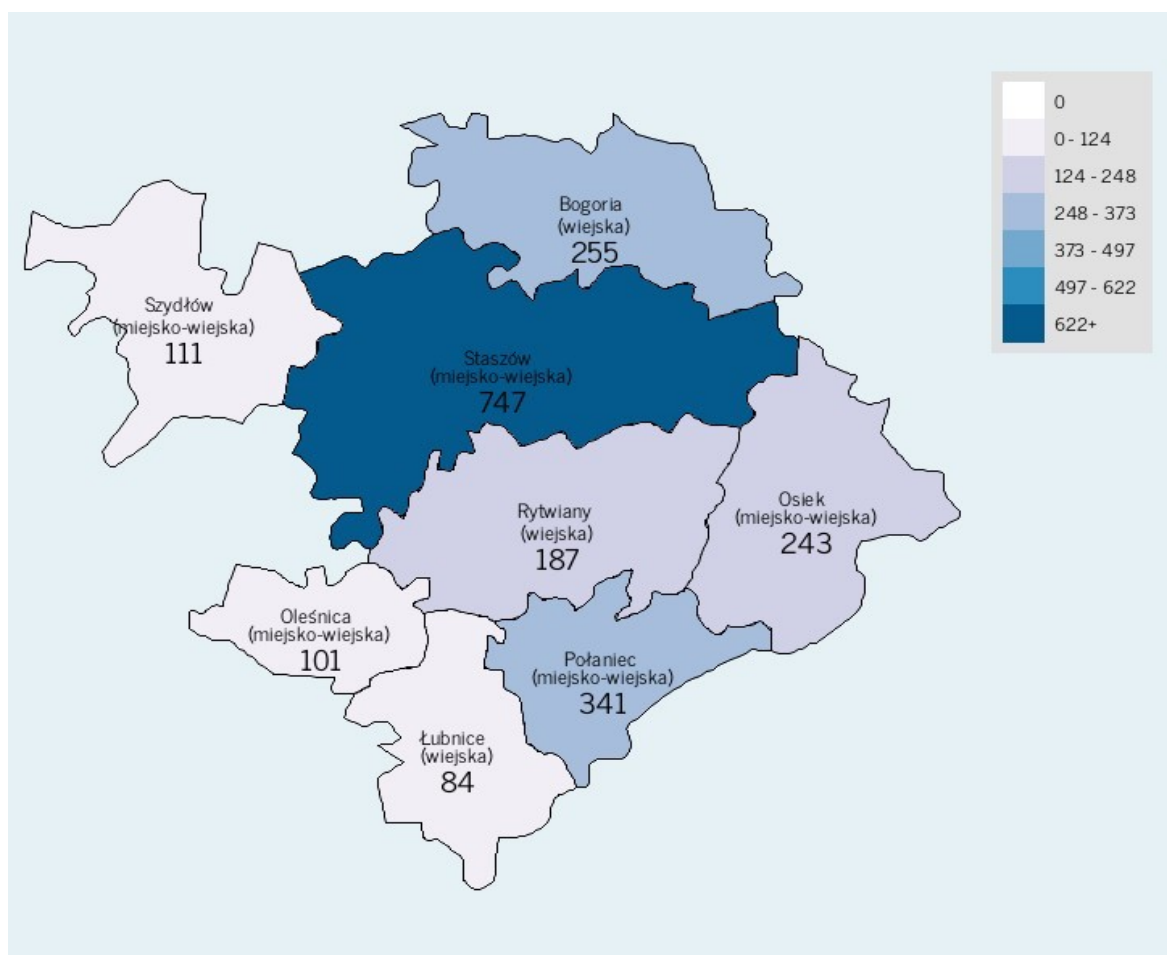 0
0 - 124
124 - 248
248 - 373
373 - 497
497 - 622
622+
Bogoria
(wiejska)
255
Szydłów
(miejsko-wiejska)
111
Staszów
(miejsko-wiejska)
747
Osiek
(miejsko-wiejska)
243
Rytwiany
(wiejska)
187
Oleśnica
(miejsko-wiejska)
101
Połaniec
(miejsko-wiejska)
341
Łubnice
(wiejska)
84